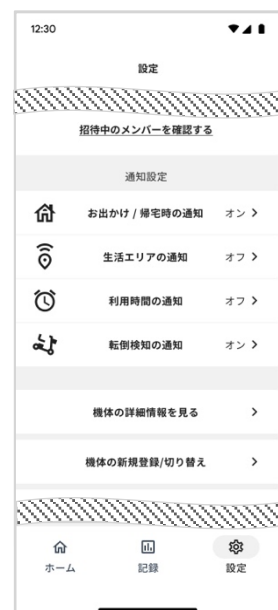 12:30
設定
招待中のメンバーを確認する
通知設定
お出かけ / 帰宅時の通知 オン
生活エリアの通知 オフ
利用時間の通知 オフ
転倒検知の通知 オン
機体の詳細情報を見る
機体の新規登録/切り替え
ホーム 記録 設定